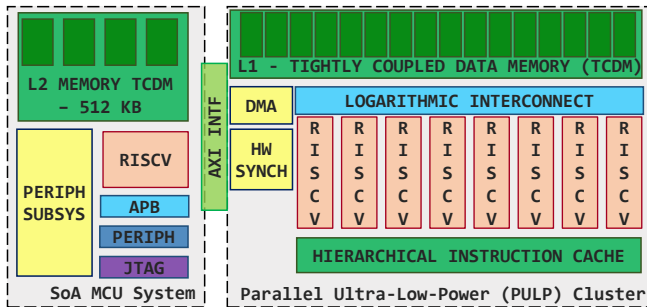 L2 MEMORY TCDM
– 512 KB
PERIPH
SUBSYS
RISCV
APB
PERIPH
JTAG
SoA MCU System
AXI INTF
L1 - TIGHTLY COUPLED DATA MEMORY (TCDM)
DMA
HW
SYNCH
LOGARITHMIC INTERCONNECT
RISCV
RISCV
RISCV
RISCV
RISCV
RISCV
RISCV
RISCV
HIERARCHICAL INSTRUCTION CACHE
Parallel Ultra-Low-Power (PULP) Cluster